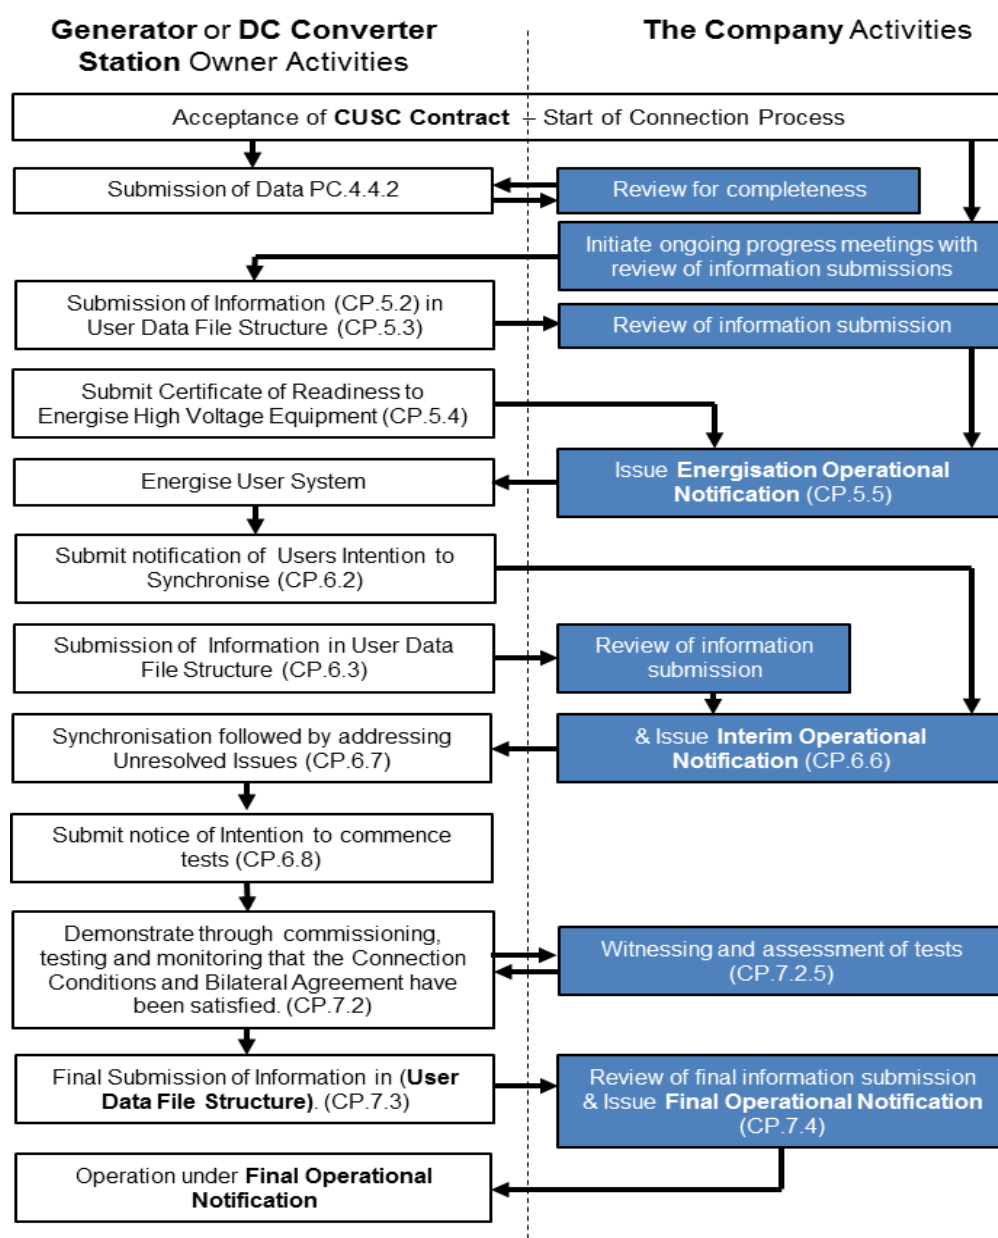 Generator or DC Converter
Station Owner Activities
The Company Activities
Acceptance of CUSC Contract – Start of Connection Process
Submission of Data PC.4.4.2
Review for completeness
Initiate ongoing progress meetings with
review of information submissions
Submission of Information (CP.5.2) in
User Data File Structure (CP.5.3)
Review of information submission
Submit Certificate of Readiness to
Energise High Voltage Equipment (CP.5.4)
Issue Energisation Operational
Notification (CP.5.5)
Energise User System
Submit notification of Users Intention to
Synchronise (CP.6.2)
Submission of Information in User Data
File Structure (CP.6.3)
Review of information
submission
Synchronisation followed by addressing
Unresolved Issues (CP.6.7)
& Issue Interim Operational
Notification (CP.6.6)
Submit notice of Intention to commence
tests (CP.6.8)
Demonstrate through commissioning,
testing and monitoring that the Connection
Conditions and Bilateral Agreement have
been satisfied. (CP.7.2)
Witnessing and assessment of tests
(CP.7.2.5)
Final Submission of Information in (User
Data File Structure). (CP.7.3)
Review of final information submission
& Issue Final Operational Notification
(CP.7.4)
Operation under Final Operational
Notification